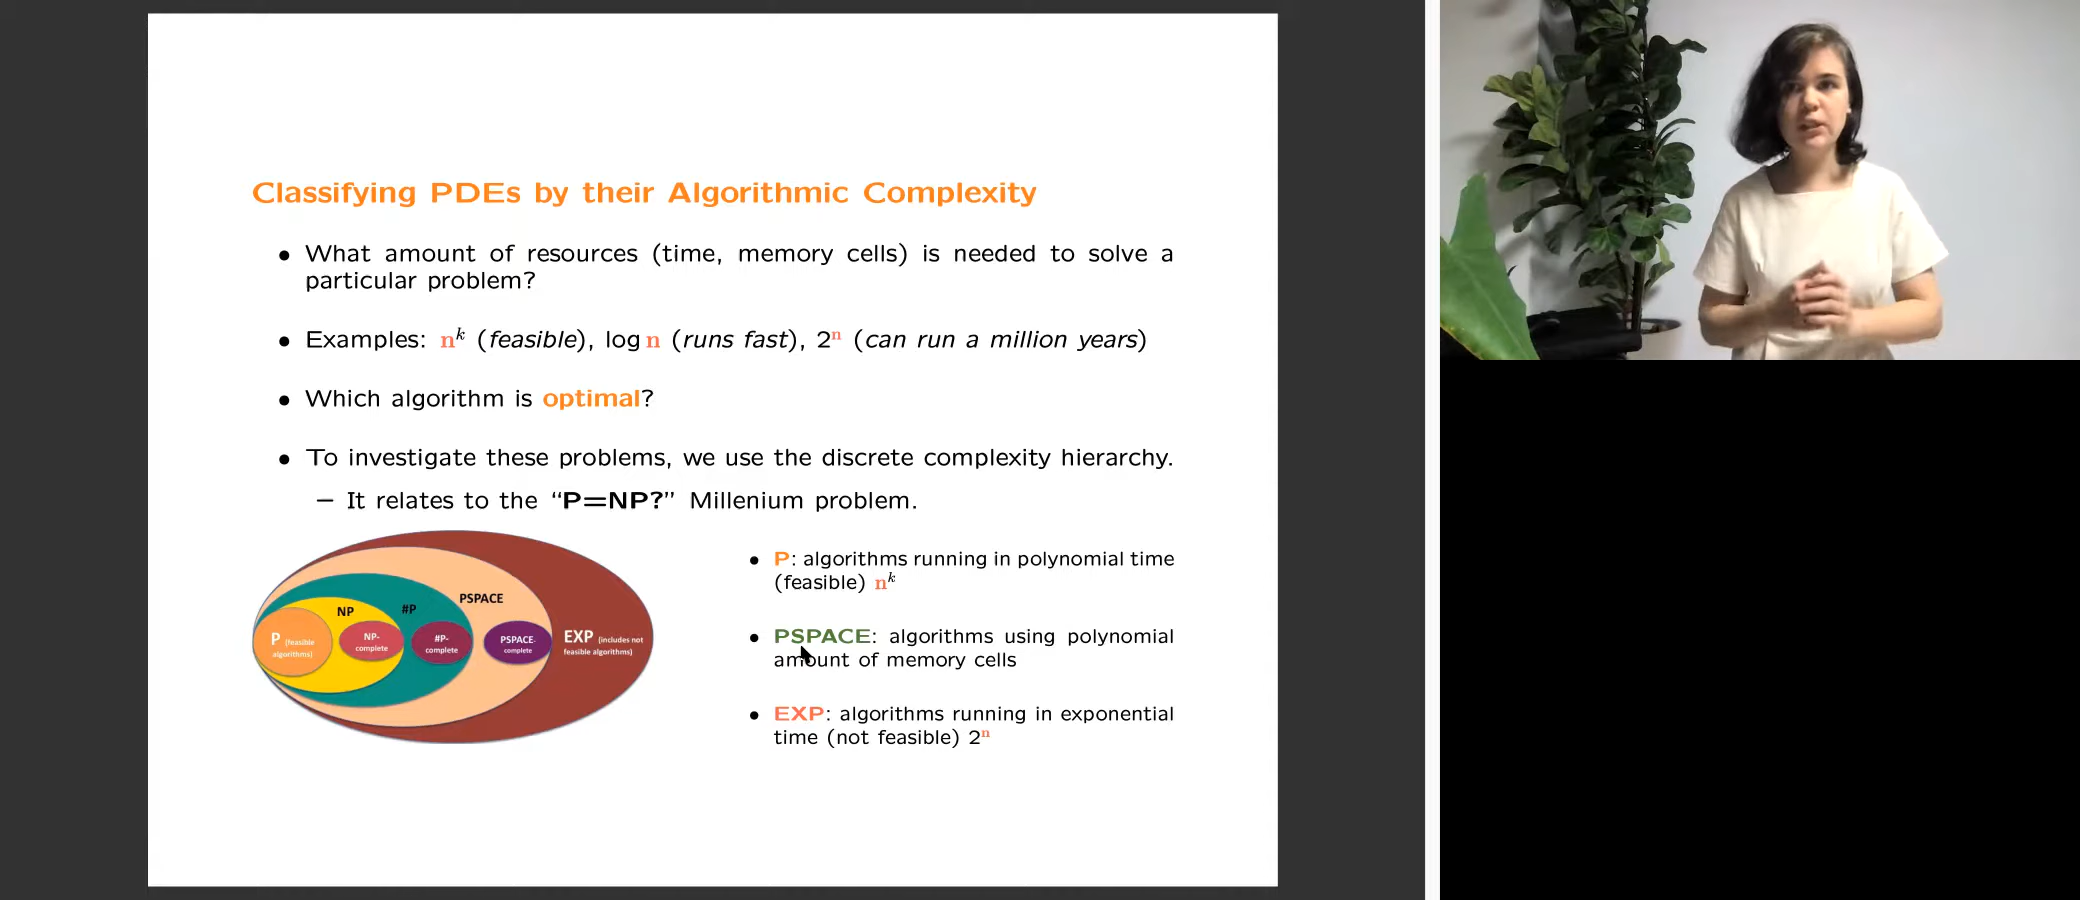 Classifying PDEs by their Algorithmic Complexity
• What amount of resources (time, memory cells) is needed to solve a
particular problem?
• Examples: n^k (feasible), log n (runs fast), 2^n (can run a million years)
• Which algorithm is optimal?
• To investigate these problems, we use the discrete complexity hierarchy.
– It relates to the “P=NP?” Millenium problem.
P (feasible
algorithms)
NP
NP-
complete
#P
#P-
complete
PSPACE
PSPACE-
complete
EXP (includes not
feasible algorithms)
• P: algorithms running in polynomial time
(feasible) n^k
• PSPACE: algorithms using polynomial
amount of memory cells
• EXP: algorithms running in exponential
time (not feasible) 2^n